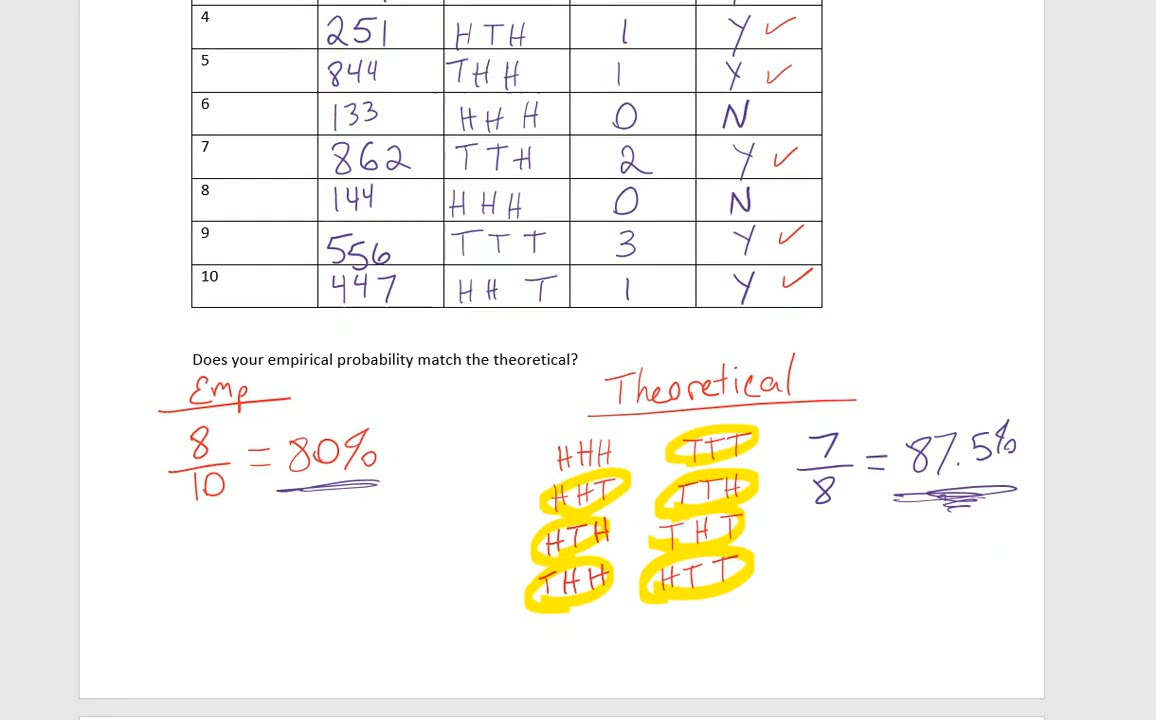 4 251 HTH 1 Y ✓
5 844 THH 1 Y ✓
6 133 HHH 0 N
7 862 TTH 2 Y ✓
8 144 HHH 0 N
9 556 TTT 3 Y ✓
10 447 HHT 1 Y ✓
Does your empirical probability match the theoretical?
Emp
8/10 = 80%
Theoretical
HHH TTT
HHT TTH
HTH THT
THH HTT
7/8 = 87.5%